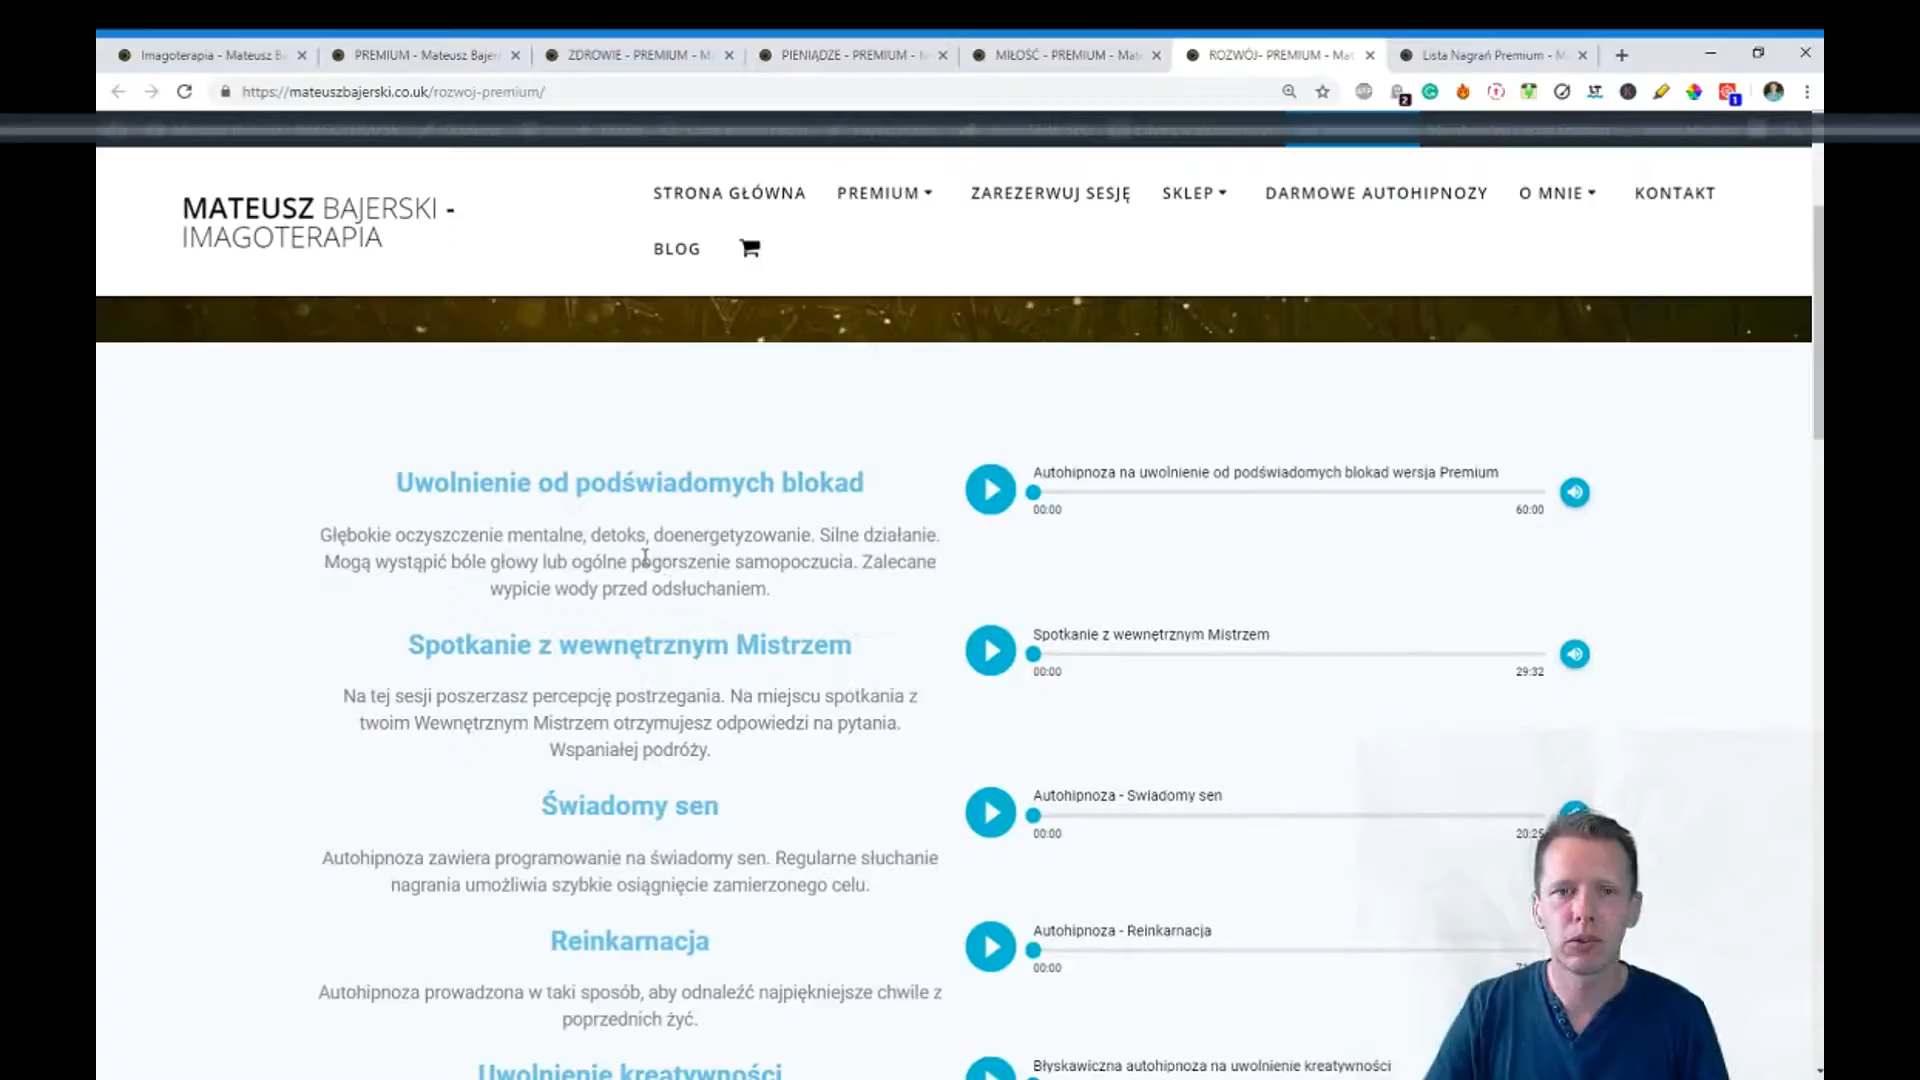 Imagoterapia - Mateusz B
PREMIUM - Mateusz Bajer
ZDROWIE - PREMIUM - M
PIENIĄDZE - PREMIUM -
MIŁOŚĆ - PREMIUM - Mat
ROZWÓJ- PREMIUM - Mat
Lista Nagrań Premium - M
https://mateuszbajerski.co.uk/rozwoj-premium/
MATEUSZ BAJERSKI -
IMAGOTERAPIA
STRONA GŁÓWNA
PREMIUM
ZAREZERWUJ SESJĘ
SKLEP
DARMOWE AUTOHIPNOZY
O MNIE
KONTAKT
BLOG
Uwolnienie od podświadomych blokad
Głębokie oczyszczenie mentalne, detoks, doenergetyzowanie. Silne działanie.
Mogą wystąpić bóle głowy lub ogólne pogorszenie samopoczucia. Zalecane
wypicie wody przed odsłuchaniem.
Autohipnoza na uwolnienie od podświadomych blokad wersja Premium
00:00
60:00
Spotkanie z wewnętrznym Mistrzem
Na tej sesji poszerzasz percepcję postrzegania. Na miejscu spotkania z
twoim Wewnętrznym Mistrzem otrzymujesz odpowiedzi na pytania.
Wspaniałej podróży.
Spotkanie z wewnętrznym Mistrzem
00:00
29:32
Świadomy sen
Autohipnoza zawiera programowanie na świadomy sen. Regularne słuchanie
nagrania umożliwia szybkie osiągnięcie zamierzonego celu.
Autohipnoza - Swiadomy sen
00:00
20:25
Reinkarnacja
Autohipnoza prowadzona w taki sposób, aby odnaleźć najpiękniejsze chwile z
poprzednich żyć.
Autohipnoza - Reinkarnacja
00:00
Uwolnienie kreatywności
Błyskawiczna autohipnoza na uwolnienie kreatywności